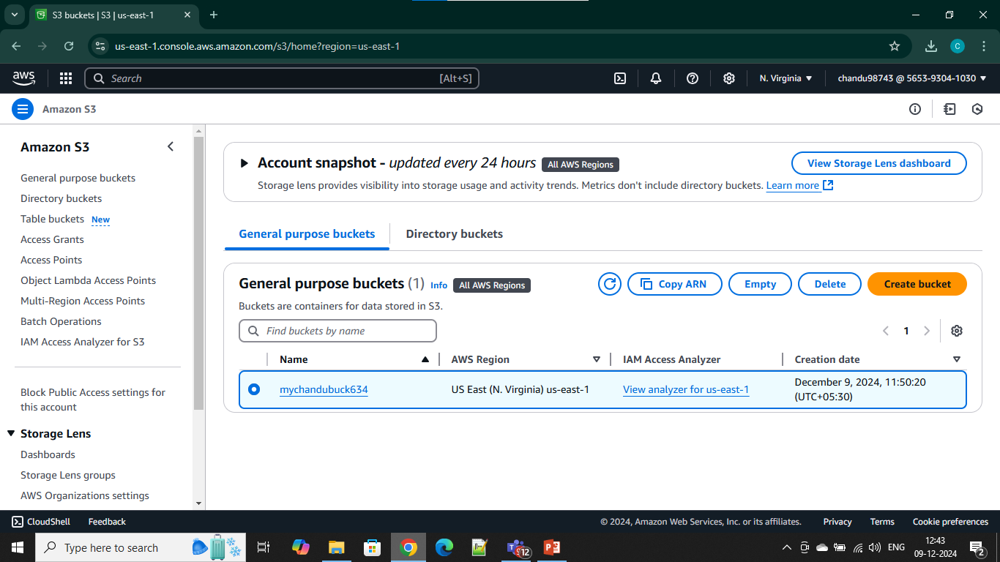 S3 buckets | S3 | us-east-1
us-east-1.console.aws.amazon.com/s3/home?region=us-east-1
C
aws
Search [Alt+S]
N. Virginia
chandu98743 @ 5653-9304-1030
Amazon S3
Amazon S3
General purpose buckets
Directory buckets
Table buckets New
Access Grants
Access Points
Object Lambda Access Points
Multi-Region Access Points
Batch Operations
IAM Access Analyzer for S3
Block Public Access settings for
this account
Storage Lens
Dashboards
Storage Lens groups
AWS Organizations settings
Account snapshot - updated every 24 hours All AWS Regions
View Storage Lens dashboard
Storage lens provides visibility into storage usage and activity trends. Metrics don't include directory buckets. Learn more
General purpose buckets
Directory buckets
General purpose buckets (1) Info All AWS Regions
Copy ARN
Empty
Delete
Create bucket
Buckets are containers for data stored in S3.
Find buckets by name
1
Name AWS Region IAM Access Analyzer Creation date
mychandubuck634 US East (N. Virginia) us-east-1 View analyzer for us-east-1 December 9, 2024, 11:50:20
(UTC+05:30)
CloudShell
Feedback
© 2024, Amazon Web Services, Inc. or its affiliates.
Privacy
Terms
Cookie preferences
Type here to search
12
ENG
12:43
09-12-2024
2